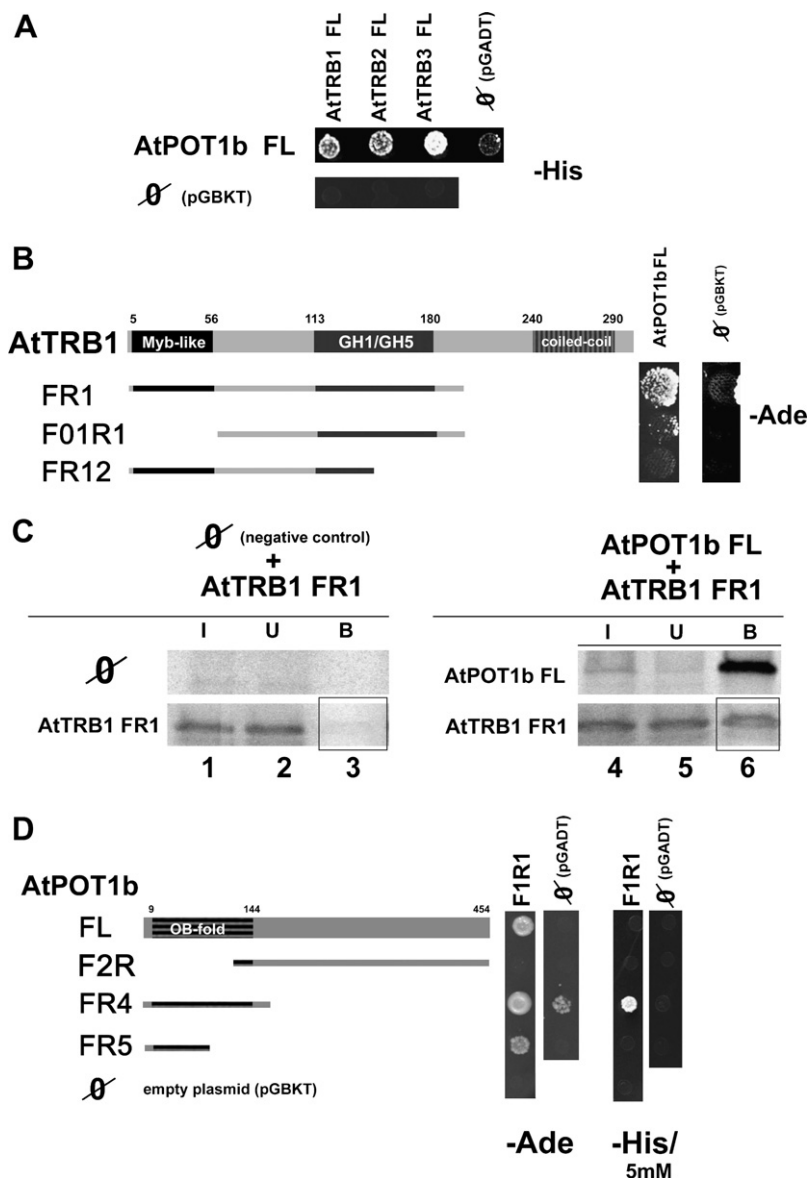 A
AtTRB1 FL
AtTRB2 FL
AtTRB3 FL
Ø (pGADT)
AtPOT1b FL
-His
Ø (pGBKT)
B
5 56 113 180 240 290
AtTRB1 Myb-like GH1/GH5 coiled-coil
AtPOT1b FL
Ø (pGBKT)
FR1
F01R1
FR12
-Ade
C
Ø (negative control)
+
AtTRB1 FR1
I U B
Ø
AtTRB1 FR1
1 2 3
AtPOT1b FL
+
AtTRB1 FR1
I U B
AtPOT1b FL
AtTRB1 FR1
4 5 6
D
AtPOT1b
9 144 454
FL OB-fold
F2R
FR4
FR5
Ø empty plasmid (pGBKT)
F1R1
Ø (pGADT)
F1R1
Ø (pGADT)
-Ade
-His/
5mM